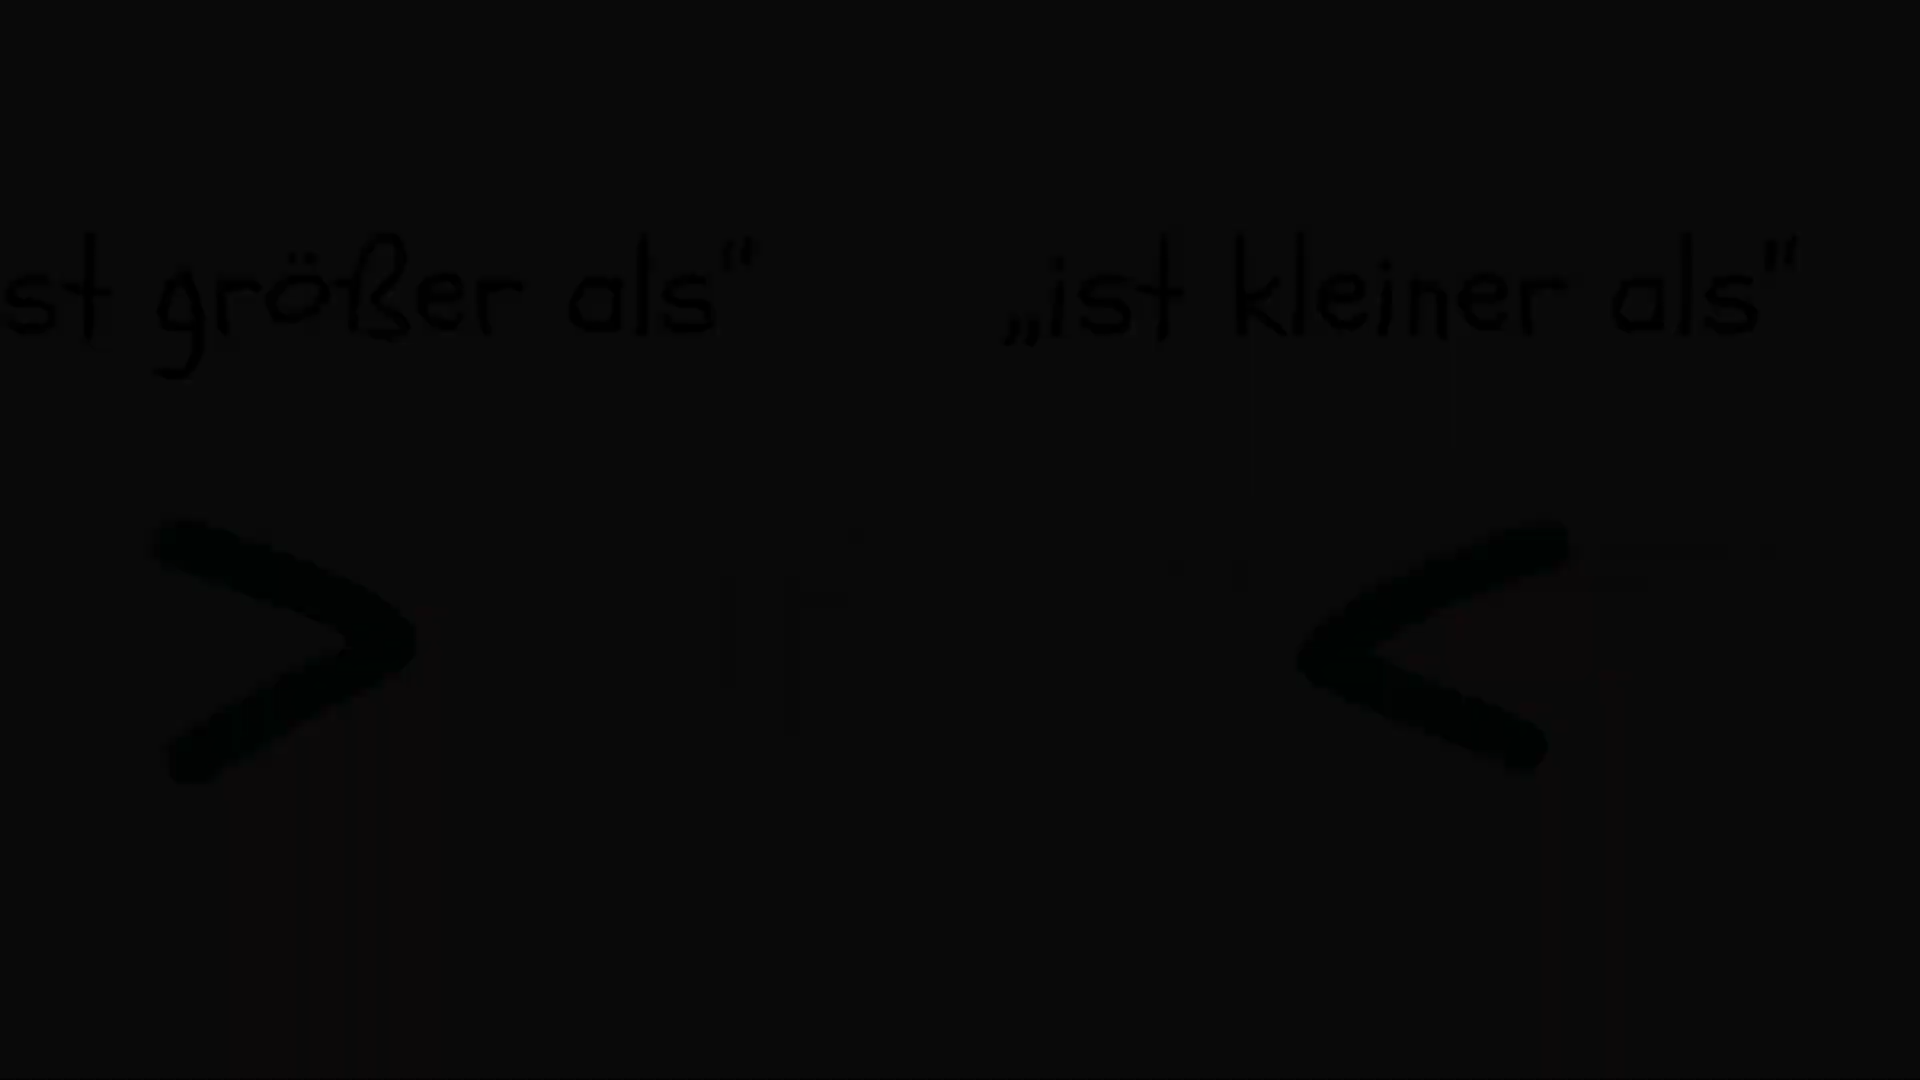 st größer als“ „ist kleiner als“
> <